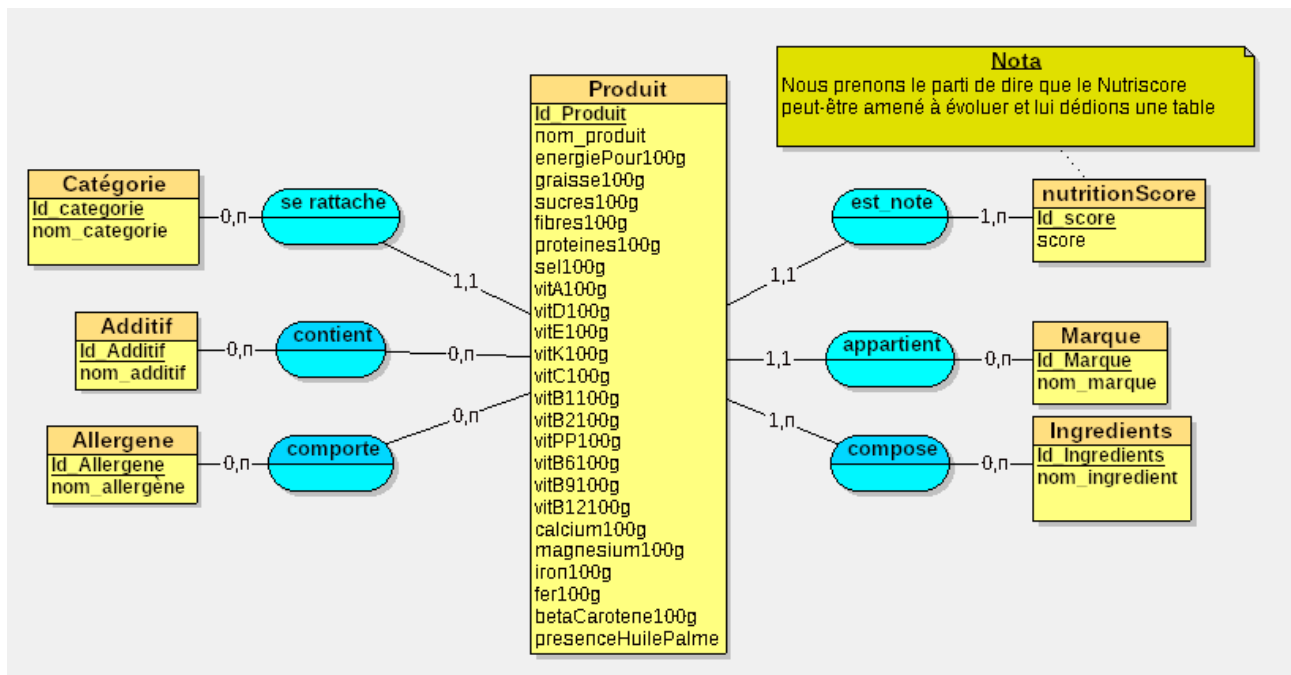 Nota
Nous prenons le parti de dire que le Nutriscore
peut-être amené à évoluer et lui dédions une table
Catégorie
Id_categorie
nom_categorie
0,n
se rattache
1,1
Additif
Id_Additif
nom_additif
0,n
contient
0,n
Allergene
Id_Allergene
nom_allergène
0,n
comporte
0,n
Produit
Id_Produit
nom_produit
energiePour100g
graisse100g
sucres100g
fibres100g
proteines100g
sel100g
vitA100g
vitD100g
vitE100g
vitK100g
vitC100g
vitB1100g
vitB2100g
vitPP100g
vitB6100g
vitB9100g
vitB12100g
calcium100g
magnesium100g
iron100g
fer100g
betaCarotene100g
presenceHuilePalme
1,1
est_note
1,n
nutritionScore
Id_score
score
1,1
appartient
0,n
Marque
Id_Marque
nom_marque
1,n
compose
0,n
Ingredients
Id_Ingredients
nom_ingredient